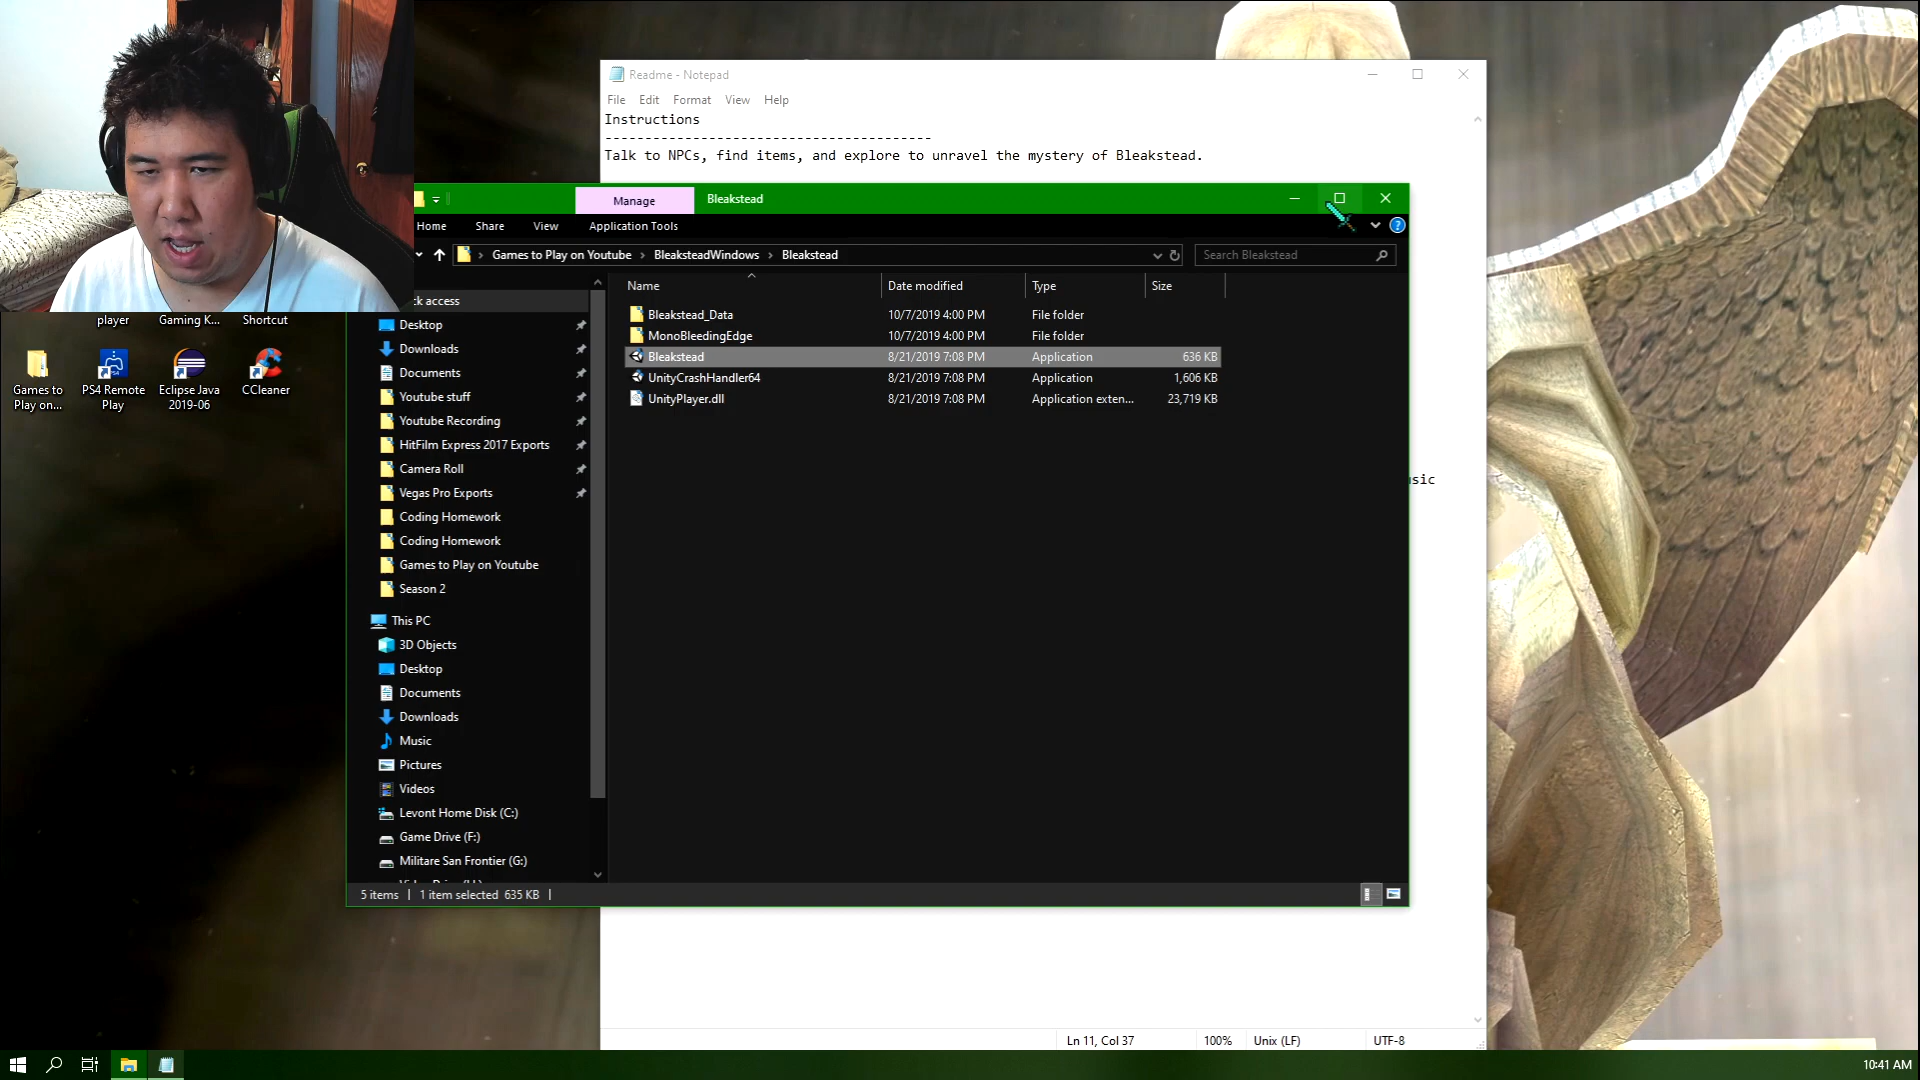 Readme - Notepad
File Edit Format View Help
Instructions
-----------------------------------------
Talk to NPCs, find items, and explore to unravel the mystery of Bleakstead.
Manage Bleakstead
Home Share View Application Tools
Games to Play on Youtube BleaksteadWindows Bleakstead
Search Bleakstead
Name Date modified Type Size
Bleakstead_Data 10/7/2019 4:00 PM File folder
MonoBleedingEdge 10/7/2019 4:00 PM File folder
Bleakstead 8/21/2019 7:08 PM Application 636 KB
UnityCrashHandler64 8/21/2019 7:08 PM Application 1,606 KB
UnityPlayer.dll 8/21/2019 7:08 PM Application exten... 23,719 KB
access
Desktop
Downloads
Documents
Youtube stuff
Youtube Recording
HitFilm Express 2017 Exports
Camera Roll
Vegas Pro Exports
Coding Homework
Coding Homework
Games to Play on Youtube
Season 2
This PC
3D Objects
Desktop
Documents
Downloads
Music
Pictures
Videos
Levont Home Disk (C:)
Game Drive (F:)
Militare San Frontier (G:)
5 items 1 item selected 635 KB
player
Gaming K...
Shortcut
Games to
Play on...
PS4 Remote
Play
Eclipse Java
2019-06
CCleaner
Ln 11, Col 37 100% Unix (LF) UTF-8
10:41 AM